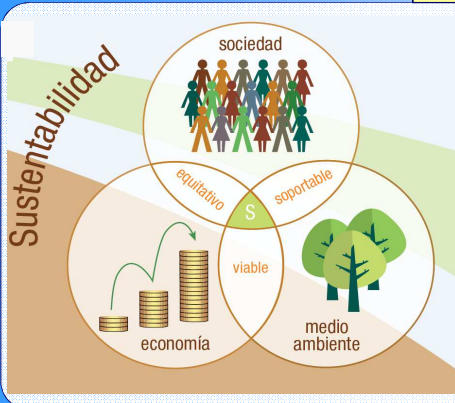 Sustentabilidad
sociedad
equitativo
soportable
S
viable
economía
medio
ambiente